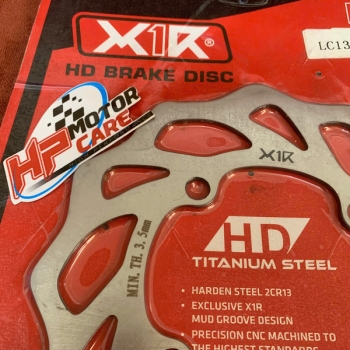 X1R®
LC13
HD BRAKE DISC
HP MOTOR
CARE
X1R
MIN. TH. 3.5mm
HD
TITANIUM STEEL
• HARDEN STEEL 2CR13
• EXCLUSIVE X1R
MUD GROOVE DESIGN
• PRECISION CNC MACHINED TO
THE HIGHEST STANDARDS